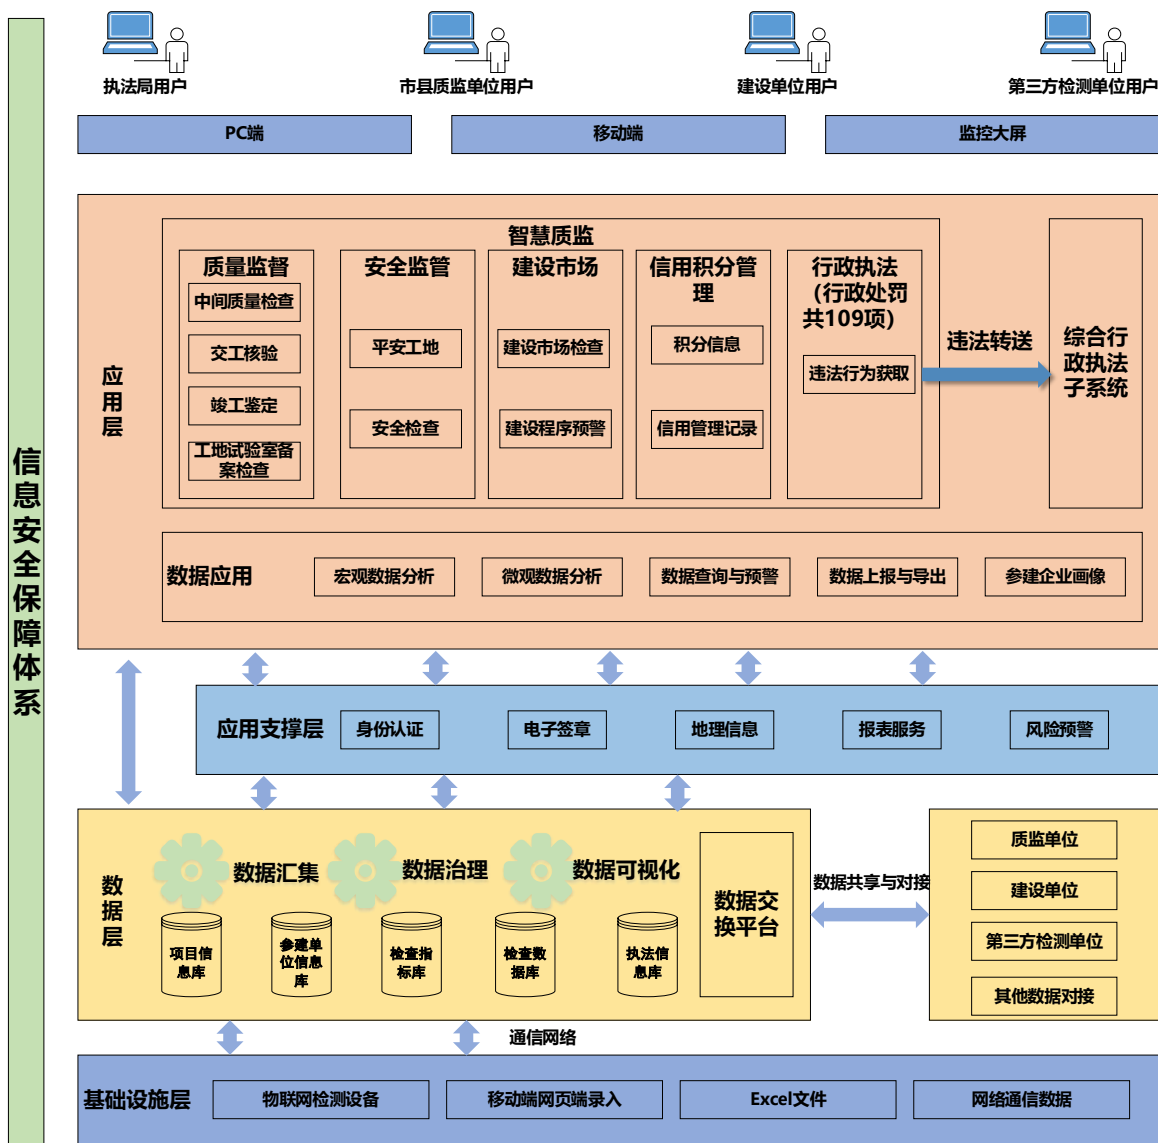 执法局用户
市县质监单位用户
建设单位用户
第三方检测单位用户
PC端
移动端
监控大屏
信息安全保障体系
应用层
智慧质监
质量监督
中间质量检查
交工核验
竣工鉴定
工地试验室备
案检查
安全监管
平安工地
安全检查
建设市场
建设市场检查
建设程序预警
信用积分管
理
积分信息
信用管理记录
行政执法
（行政处罚
共109项）
违法行为获取
违法转送
综合行
政执法
子系统
数据应用
宏观数据分析
微观数据分析
数据查询与预警
数据上报与导出
参建企业画像
应用支撑层
身份认证
电子签章
地理信息
报表服务
风险预警
数据层
数据汇集
数据治理
数据可视化
项目信
息库
参建单
位信息
库
检查指
标库
检查数
据库
执法信
息库
数据交
换平台
数据共享与对接
质监单位
建设单位
第三方检测单位
其他数据对接
通信网络
基础设施层
物联网检测设备
移动端网页端录入
Excel文件
网络通信数据